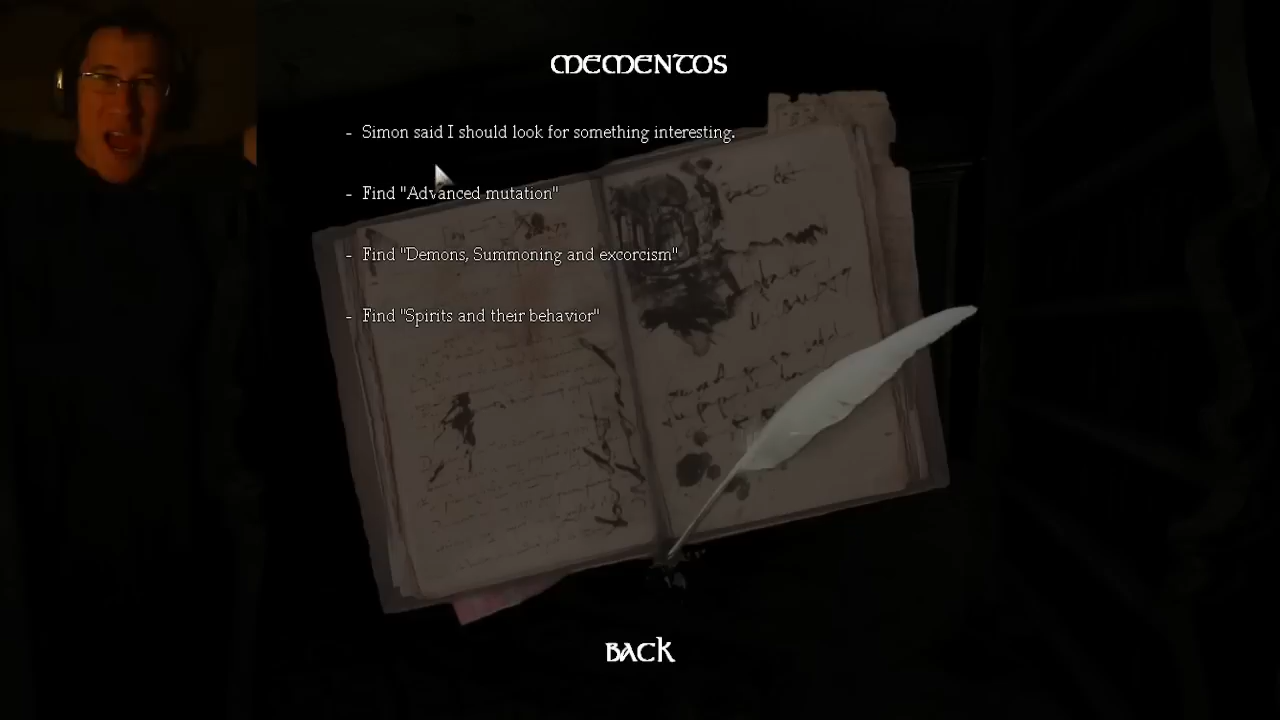 MEMENTOS
- Simon said I should look for something interesting.
- Find "Advanced mutation"
- Find "Demons, Summoning and excorcism"
- Find "Spirits and their behavior"
BACK